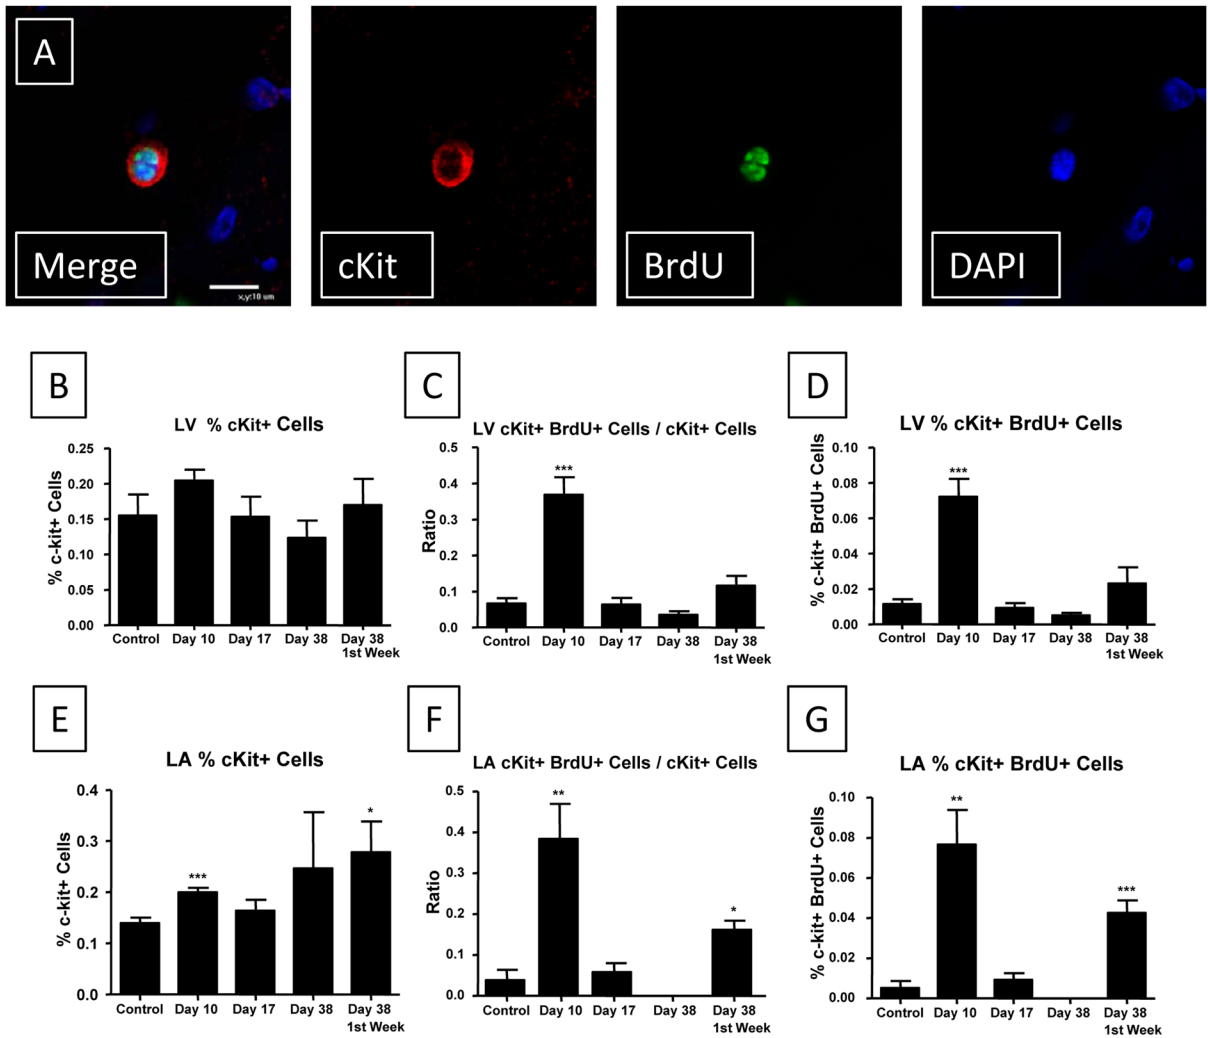 A
Merge
x,y:10 um
cKit
BrdU
DAPI
B
LV % cKit+ Cells
% c-kit+ Cells
0.25
0.20
0.15
0.10
0.05
0.00
Control Day 10 Day 17 Day 38 Day 38
1st Week
C
LV cKit+ BrdU+ Cells / cKit+ Cells
Ratio
0.5
0.4
0.3
0.2
0.1
0.0
***
Control Day 10 Day 17 Day 38 Day 38
1st Week
D
LV % cKit+ BrdU+ Cells
% c-kit+ BrdU+ Cells
0.10
0.08
0.06
0.04
0.02
0.00
***
Control Day 10 Day 17 Day 38 Day 38
1st Week
E
LA % cKit+ Cells
% c-kit+ Cells
0.4
0.3
0.2
0.1
0.0
***
*
Control Day 10 Day 17 Day 38 Day 38
1st Week
F
LA cKit+ BrdU+ Cells / cKit+ Cells
Ratio
0.5
0.4
0.3
0.2
0.1
0.0
**
*
Control Day 10 Day 17 Day 38 Day 38
1st Week
G
LA % cKit+ BrdU+ Cells
% c-kit+ BrdU+ Cells
0.10
0.08
0.06
0.04
0.02
0.00
**
***
Control Day 10 Day 17 Day 38 Day 38
1st Week